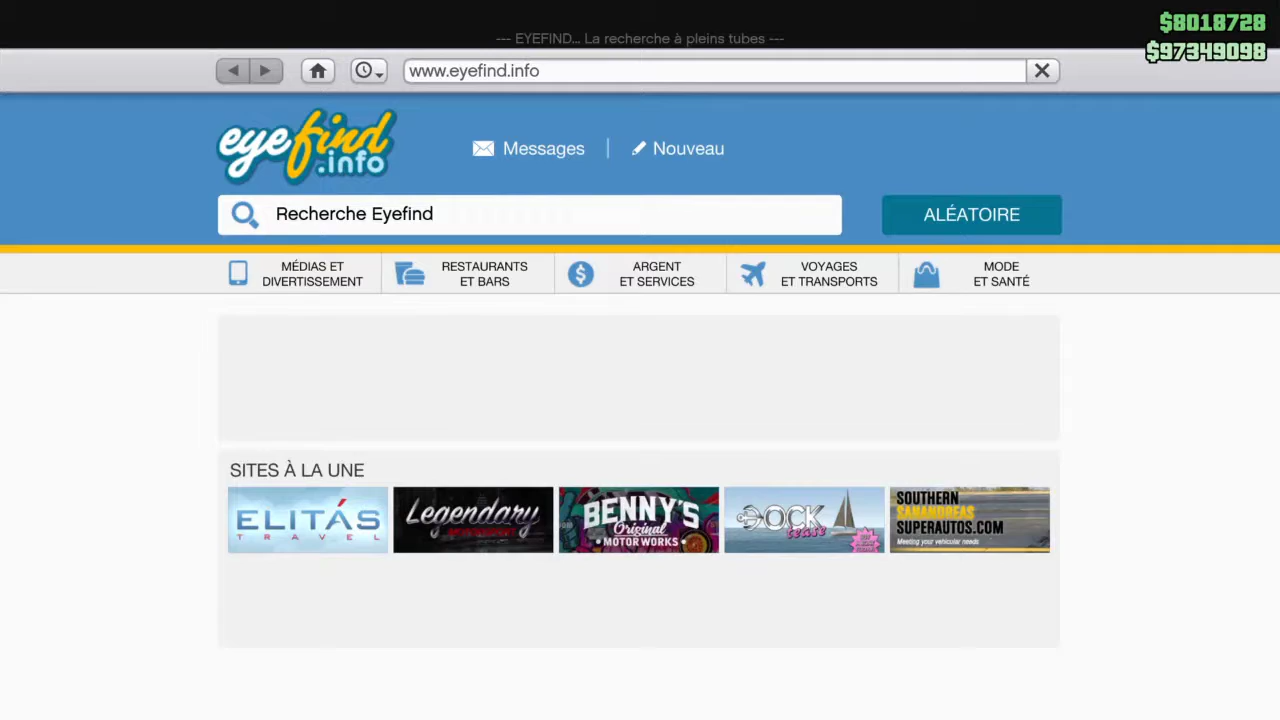 $8018728
--- EYEFIND... La recherche à pleins tubes ---
$97349098
www.eyefind.info
eyefind
.info
Messages
Nouveau
Recherche Eyefind
ALÉATOIRE
MÉDIAS ET
DIVERTISSEMENT
RESTAURANTS
ET BARS
ARGENT
ET SERVICES
VOYAGES
ET TRANSPORTS
MODE
ET SANTÉ
SITES À LA UNE
ELITÁS
TRAVEL
Legendary
BENNY'S
Original
MOTOR WORKS
DOCK
tease
SOUTHERN
SANANDREAS
SUPERAUTOS.COM
Meeting your vehicular needs